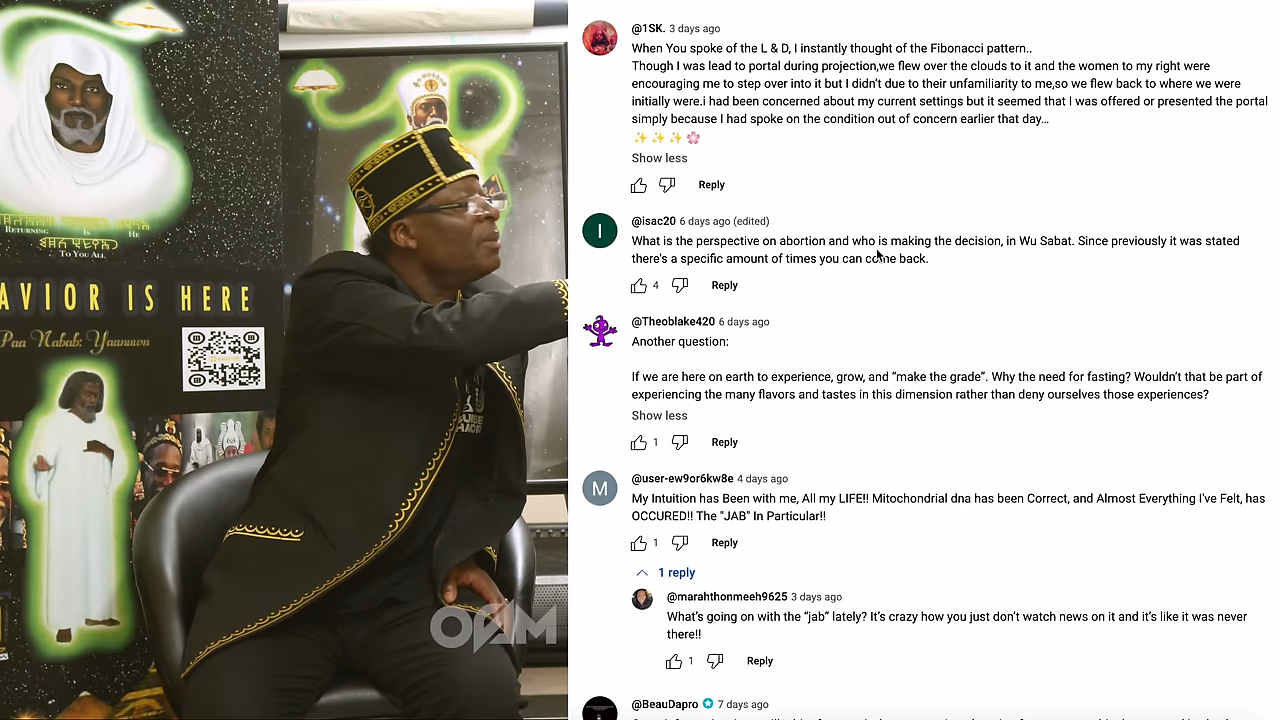 RETURNING IS HE
TO YOU ALL
AVIOR IS HERE
Paa Nabab: Yaanuwn
OAM
@1SK. 3 days ago
When You spoke of the L & D, I instantly thought of the Fibonacci pattern..
Though I was lead to portal during projection,we flew over the clouds to it and the women to my right were
encouraging me to step over into it but I didn't due to their unfamiliarity to me,so we flew back to where we were
initially were.i had been concerned about my current settings but it seemed that I was offered or presented the portal
simply because I had spoke on the condition out of concern earlier that day…
✨ ✨ ✨ 🌸
Show less
Reply
I
@isac20 6 days ago (edited)
What is the perspective on abortion and who is making the decision, in Wu Sabat. Since previously it was stated
there's a specific amount of times you can come back.
4 Reply
@Theoblake420 6 days ago
Another question:
If we are here on earth to experience, grow, and “make the grade”. Why the need for fasting? Wouldn’t that be part of
experiencing the many flavors and tastes in this dimension rather than deny ourselves those experiences?
Show less
1 Reply
M
@user-ew9or6kw8e 4 days ago
My Intuition has Been with me, All my LIFE!! Mitochondrial dna has been Correct, and Almost Everything I've Felt, has
OCCURED!! The "JAB" In Particular!!
1 Reply
1 reply
@marahthonmeeh9625 3 days ago
What’s going on with the “jab” lately? It’s crazy how you just don’t watch news on it and it’s like it was never
there!!
1 Reply
@BeauDapro 7 days ago